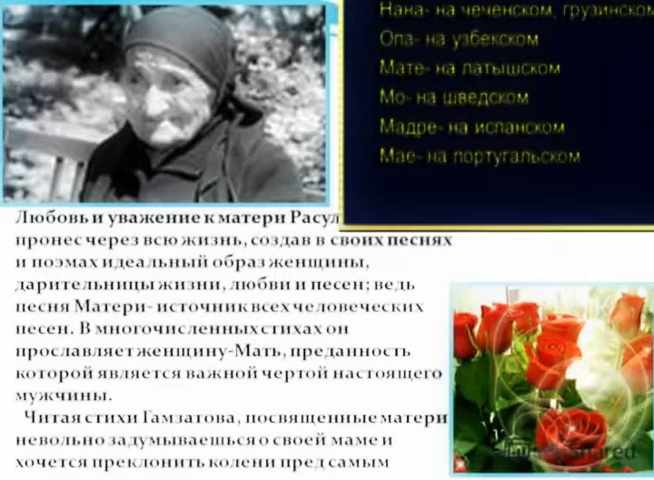 Нана- на чеченском, грузинском
Опа- на узбекском
Мате- на латышском
Мо- на шведском
Мадре- на испанском
Мае- на португальском
Любовь и уважение к матери Расул
пронес через всю жизнь, создав в своих песнях
и поэмах идеальный образ женщины,
дарительницы жизни, любви и песен; ведь
песня Матери- источник всех человеческих
песен. В многочисленных стихах он
прославляет женщину-Мать, преданность
которой является важной чертой настоящего
мужчины.
Читая стихи Гамзатова, посвященные матери
невольно задумываешься о своей маме и
хочется преклонить колени пред самым